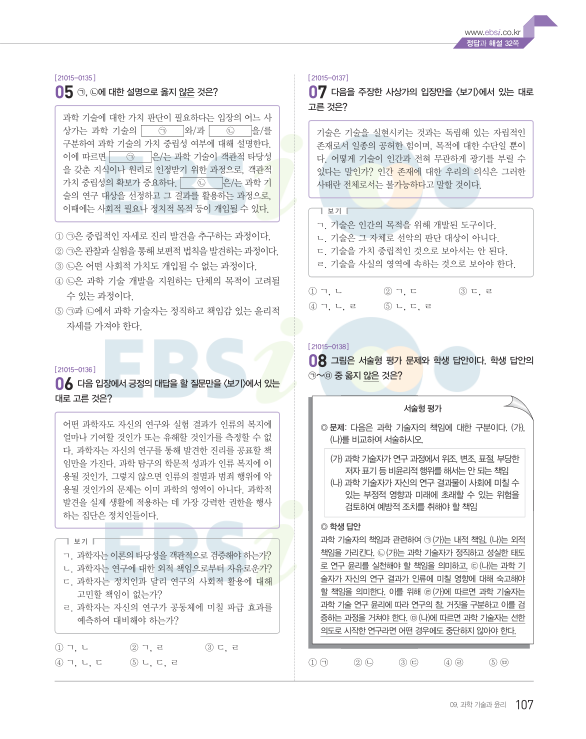 www.ebsi.co.kr
정답과 해설 32쪽
[21015-0135]
05 ㉠, ㉡에 대한 설명으로 옳지 않은 것은?
과학 기술에 대한 가치 판단이 필요하다는 입장의 어느 사
상가는 과학 기술의 ㉠ 와/과 ㉡ 을/를
구분하여 과학 기술의 가치 중립성 여부에 대해 설명한다.
이에 따르면 ㉠ 은/는 과학 기술이 객관적 타당성
을 갖춘 지식이나 원리로 인정받기 위한 과정으로, 객관적
가치 중립성의 확보가 중요하다. ㉡ 은/는 과학 기
술의 연구 대상을 선정하고 그 결과를 활용하는 과정으로,
이때에는 사회적 필요나 정치적 목적 등이 개입될 수 있다.
① ㉠은 중립적인 자세로 진리 발견을 추구하는 과정이다.
② ㉠은 관찰과 실험을 통해 보편적 법칙을 발견하는 과정이다.
③ ㉡은 어떤 사회적 가치도 개입될 수 없는 과정이다.
④ ㉡은 과학 기술 개발을 지원하는 단체의 목적이 고려될
수 있는 과정이다.
⑤ ㉠과 ㉡에서 과학 기술자는 정직하고 책임감 있는 윤리적
자세를 가져야 한다.
[21015-0136]
06 다음 입장에서 긍정의 대답을 할 질문만을 <보기>에서 있는
대로 고른 것은?
어떤 과학자도 자신의 연구와 실험 결과가 인류의 복지에
얼마나 기여할 것인가 또는 유해할 것인가를 측정할 수 없
다. 과학자는 자신의 연구를 통해 발견한 진리를 공표할 책
임만을 가진다. 과학 탐구의 학문적 성과가 인류 복지에 이
용될 것인가, 그렇지 않으면 인류의 절멸과 범죄 행위에 악
용될 것인가의 문제는 이미 과학의 영역이 아니다. 과학적
발견을 실제 생활에 적용하는 데 가장 강력한 권한을 행사
하는 집단은 정치인들이다.
보기
ㄱ. 과학자는 이론의 타당성을 객관적으로 검증해야 하는가?
ㄴ. 과학자는 연구에 대한 외적 책임으로부터 자유로운가?
ㄷ. 과학자는 정치인과 달리 연구의 사회적 활용에 대해
고민할 책임이 없는가?
ㄹ. 과학자는 자신의 연구가 공동체에 미칠 파급 효과를
예측하여 대비해야 하는가?
① ㄱ, ㄴ ② ㄱ, ㄹ ③ ㄷ, ㄹ
④ ㄱ, ㄴ, ㄷ ⑤ ㄴ, ㄷ, ㄹ
[21015-0137]
07 다음을 주장한 사상가의 입장만을 <보기>에서 있는 대로
고른 것은?
기술은 기술을 실현시키는 것과는 독립해 있는 자립적인
존재로서 일종의 공허한 힘이며, 목적에 대한 수단일 뿐이
다. 어떻게 기술이 인간과 전혀 무관하게 광기를 부릴 수
있다는 말인가? 인간 존재에 대한 우리의 의식은 그러한
사태란 전체로서는 불가능하다고 말할 것이다.
보기
ㄱ. 기술은 인간의 목적을 위해 개발된 도구이다.
ㄴ. 기술은 그 자체로 선악의 판단 대상이 아니다.
ㄷ. 기술을 가치 중립적인 것으로 보아서는 안 된다.
ㄹ. 기술을 사실의 영역에 속하는 것으로 보아야 한다.
① ㄱ, ㄴ ② ㄱ, ㄷ ③ ㄷ, ㄹ
④ ㄱ, ㄴ, ㄹ ⑤ ㄴ, ㄷ, ㄹ
[21015-0138]
08 그림은 서술형 평가 문제와 학생 답안이다. 학생 답안의
㉠~㉤ 중 옳지 않은 것은?
서술형 평가
◎ 문제: 다음은 과학 기술자의 책임에 대한 구분이다. (가),
(나)를 비교하여 서술하시오.
(가) 과학 기술자가 연구 과정에서 위조, 변조, 표절, 부당한
저자 표기 등 비윤리적 행위를 해서는 안 되는 책임
(나) 과학 기술자가 자신의 연구 결과물이 사회에 미칠 수
있는 부정적 영향과 미래에 초래할 수 있는 위험을
검토하여 예방적 조치를 취해야 할 책임
◎ 학생 답안
과학 기술자의 책임과 관련하여 ㉠ (가)는 내적 책임, (나)는 외적
책임을 가리킨다. ㉡ (가)는 과학 기술자가 정직하고 성실한 태도
로 연구 윤리를 실천해야 할 책임을 의미하고, ㉢ (나)는 과학 기
술자가 자신의 연구 결과가 인류에 미칠 영향에 대해 숙고해야
할 책임을 의미한다. 이를 위해 ㉣ (가)에 따르면 과학 기술자는
과학 기술 연구 윤리에 따라 연구의 참, 거짓을 구분하고 이를 검
증하는 과정을 거쳐야 한다. ㉤ (나)에 따르면 과학 기술자는 선한
의도로 시작한 연구라면 어떤 경우에도 중단하지 않아야 한다.
① ㉠ ② ㉡ ③ ㉢ ④ ㉣ ⑤ ㉤
09. 과학 기술과 윤리 107
EBSi
EBSi
EBSi